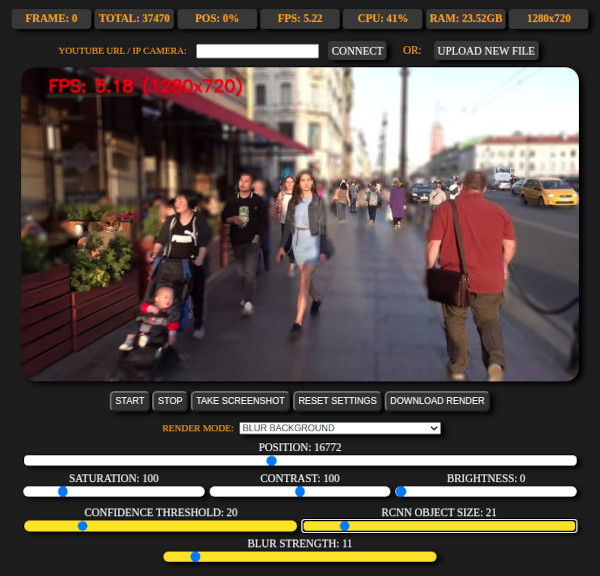 FRAME: 0 TOTAL: 37470 POS: 0% FPS: 5.22 CPU: 41% RAM: 23.52GB 1280x720
YOUTUBE URL / IP CAMERA: CONNECT OR: UPLOAD NEW FILE
FPS: 5.18 (1280x720)
START STOP TAKE SCREENSHOT RESET SETTINGS DOWNLOAD RENDER
RENDER MODE: BLUR BACKGROUND
POSITION: 16772
SATURATION: 100 CONTRAST: 100 BRIGHTNESS: 0
CONFIDENCE THRESHOLD: 20 RCNN OBJECT SIZE: 21
BLUR STRENGTH: 11